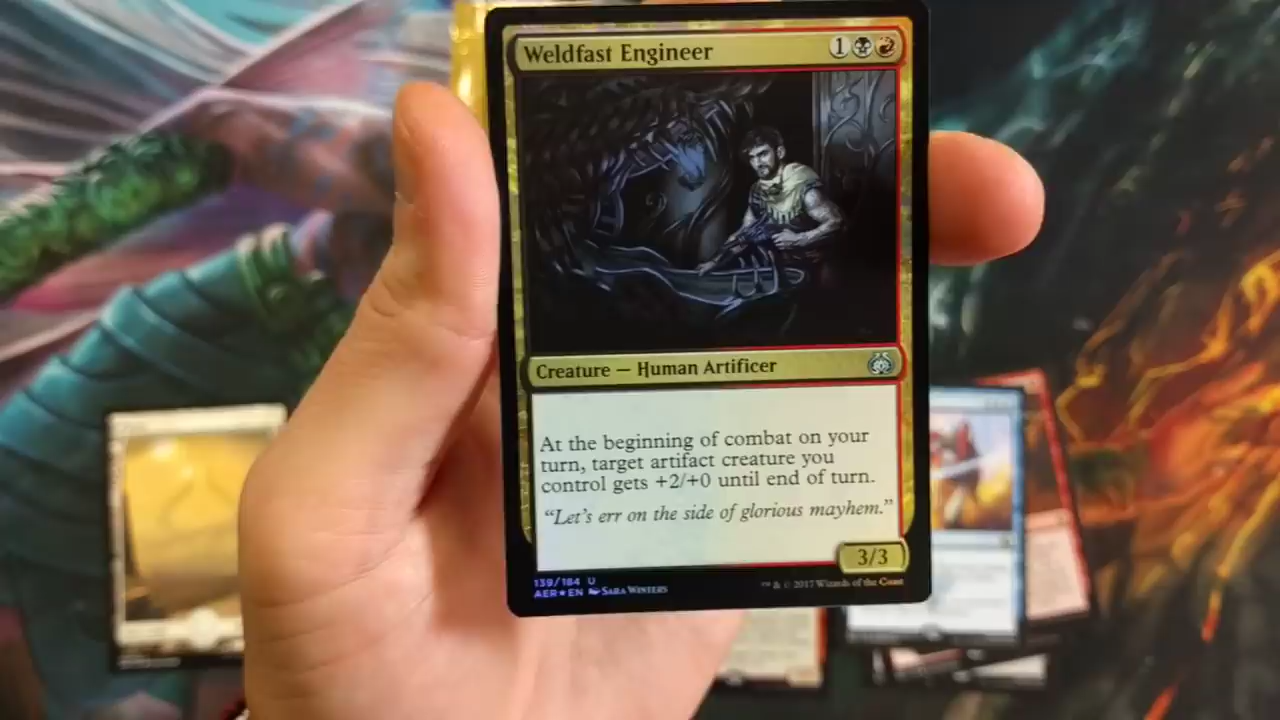 Weldfast Engineer 1
Creature — Human Artificer
At the beginning of combat on your
turn, target artifact creature you
control gets +2/+0 until end of turn.
“Let's err on the side of glorious mayhem.”
3/3
139/184 U
AER★EN Sara Winters
™ & © 2017 Wizards of the Coast